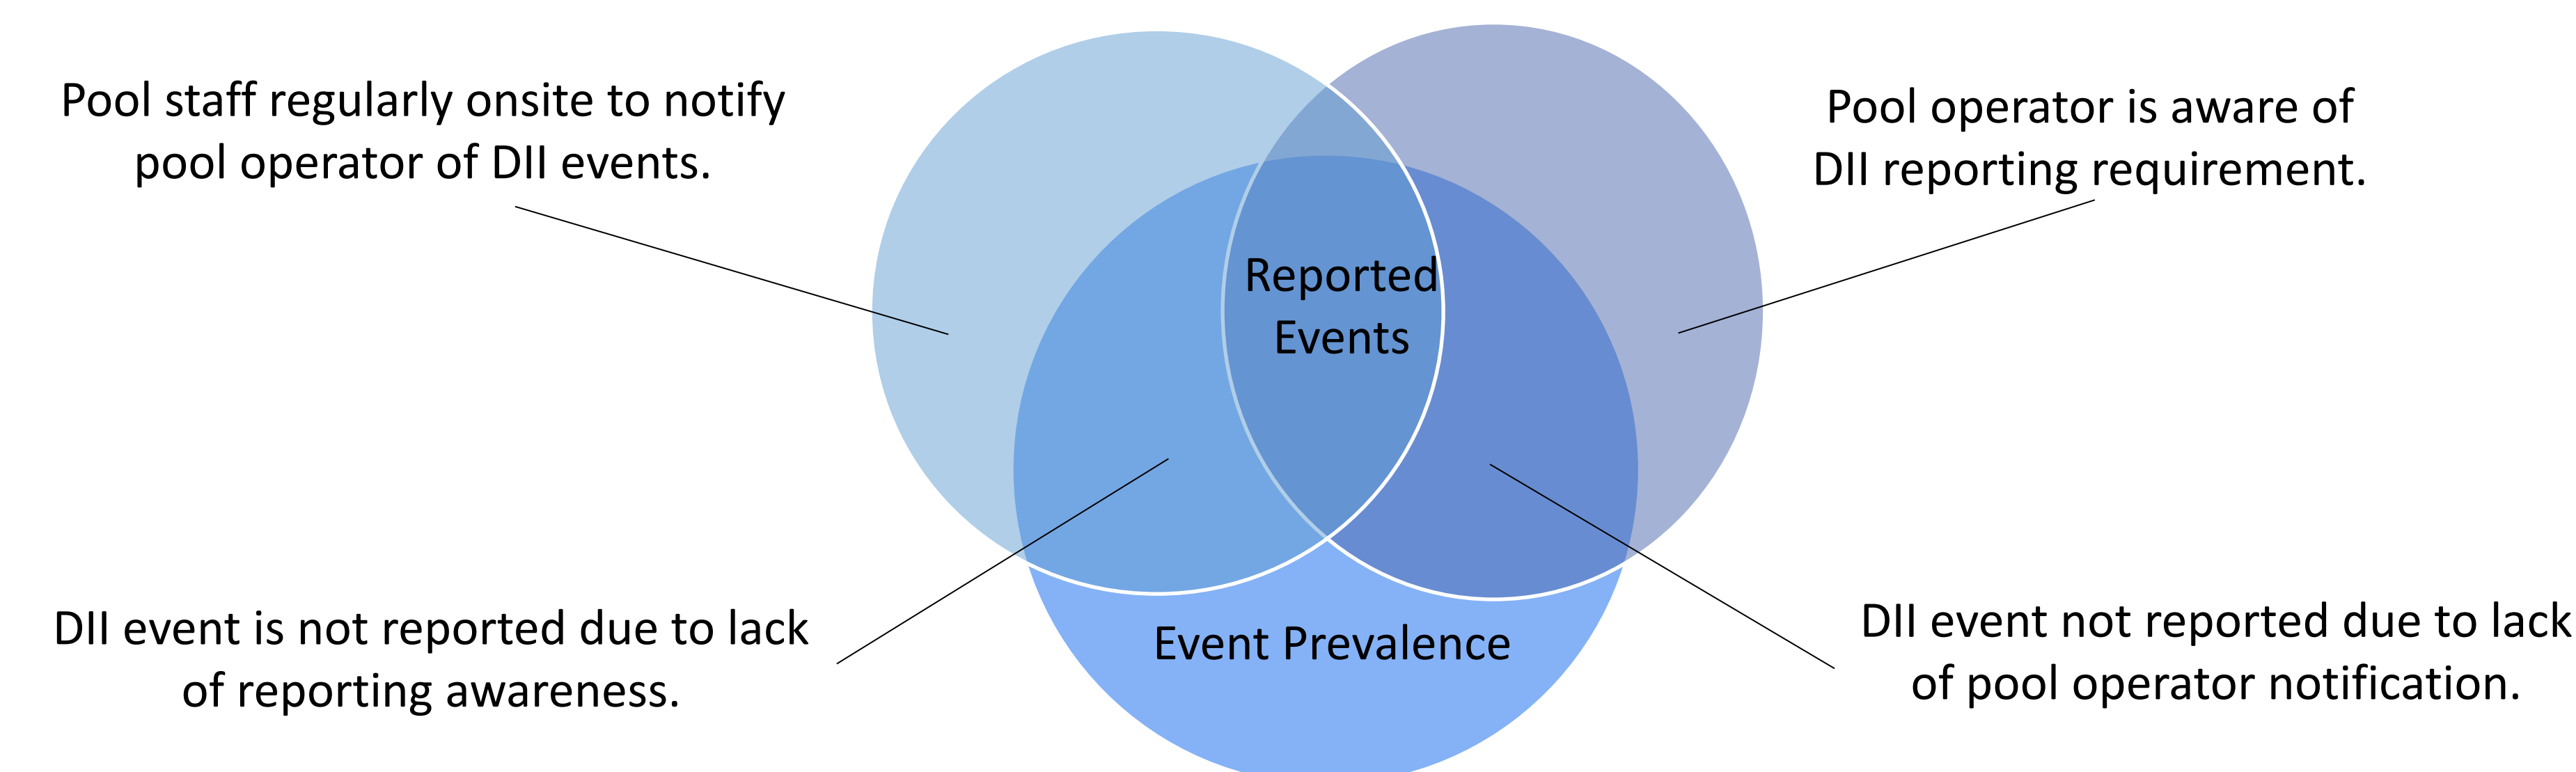 Pool staff regularly onsite to notify
pool operator of DII events.
Pool operator is aware of
DII reporting requirement.
Reported
Events
DII event is not reported due to lack
of reporting awareness.
Event Prevalence
DII event not reported due to lack
of pool operator notification.